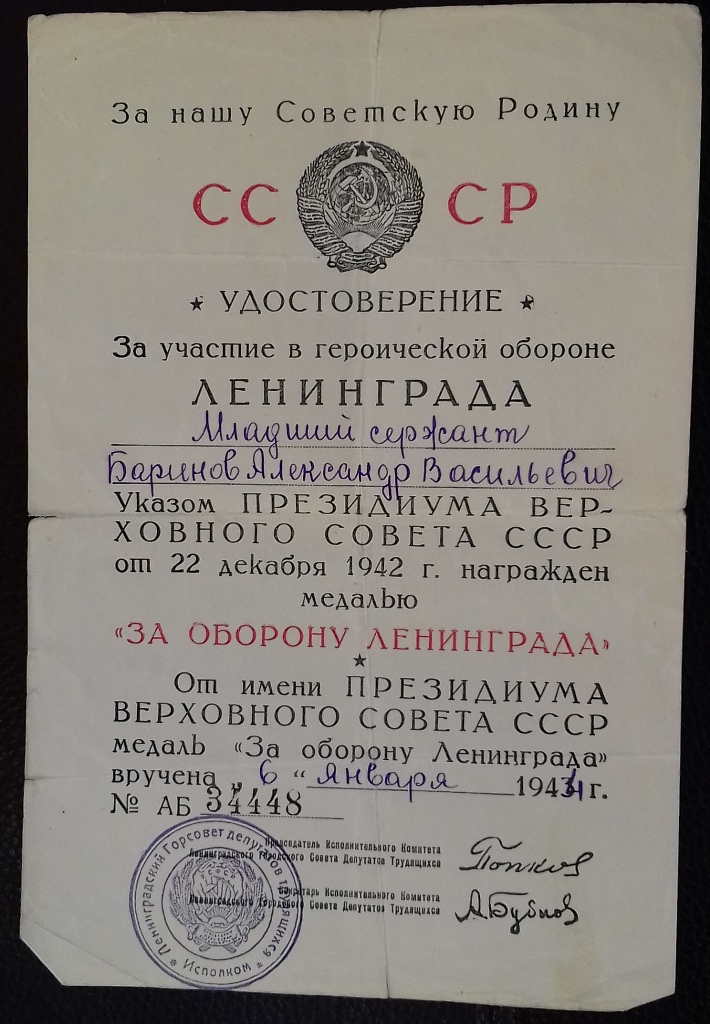 За нашу Советскую Родину
СССР
★ УДОСТОВЕРЕНИЕ ★
За участие в героической обороне
ЛЕНИНГРАДА
Младший сержант
Баринов Александр Васильевич
Указом ПРЕЗИДИУМА ВЕР-
ХОВНОГО СОВЕТА СССР
от 22 декабря 1942 г. награжден
медалью
«ЗА ОБОРОНУ ЛЕНИНГРАДА»
★
От имени ПРЕЗИДИУМА
ВЕРХОВНОГО СОВЕТА СССР
медаль «За оборону Ленинграда»
вручена „ 6 “ января 1944 г.
№ АБ 34448
Председатель Исполнительного Комитета
Ленинградского Городского Совета Депутатов Трудящихся
Попков
Секретарь Исполнительного Комитета
Ленинградского Городского Совета Депутатов Трудящихся
А. Бубнов
Ленинградский Горсовет депутатов трудящихся
★ Исполком ★